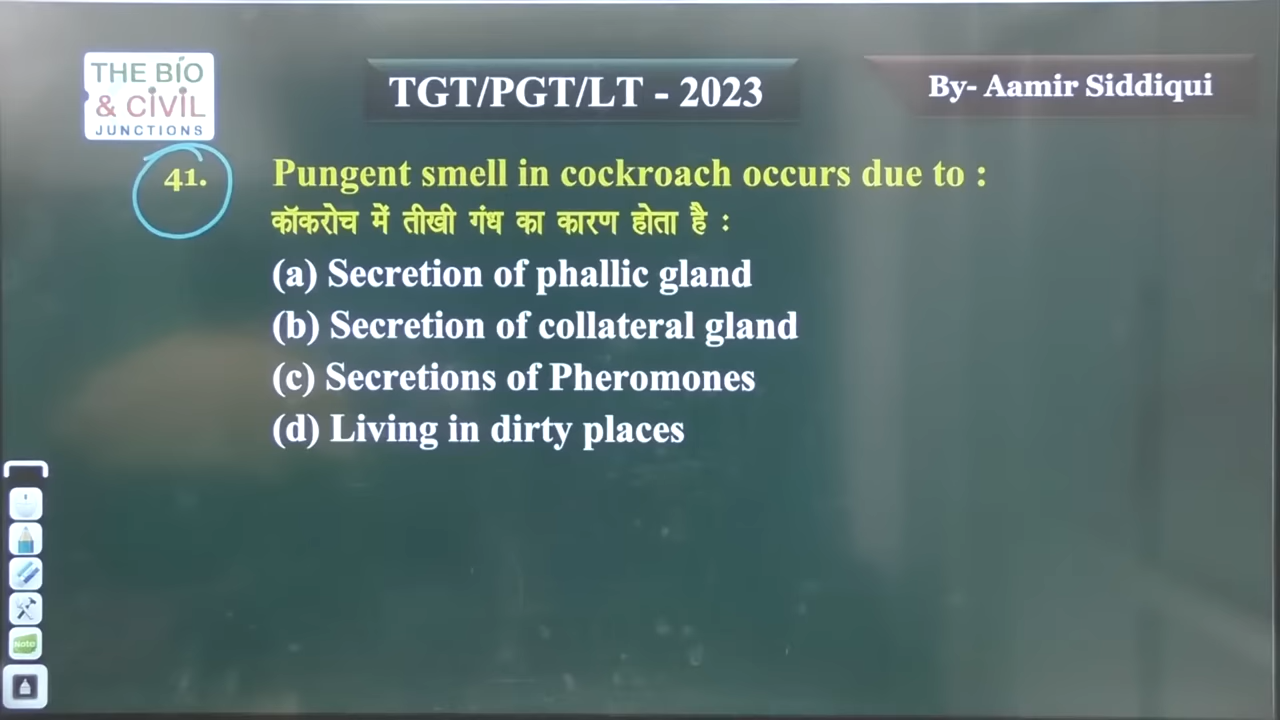 THE BIO
& CIVIL
JUNCTIONS
TGT/PGT/LT - 2023
By- Aamir Siddiqui
41. Pungent smell in cockroach occurs due to :
कॉकरोच में तीखी गंध का कारण होता है :
(a) Secretion of phallic gland
(b) Secretion of collateral gland
(c) Secretions of Pheromones
(d) Living in dirty places
Note